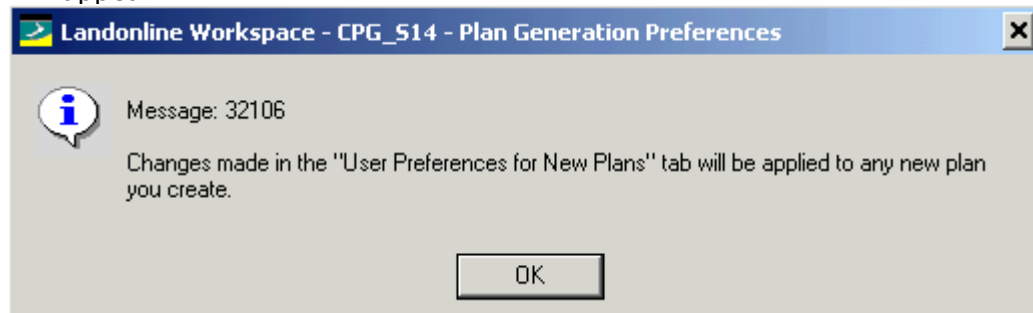 Landonline Workspace - CPG_S14 - Plan Generation Preferences
Message: 32106
Changes made in the "User Preferences for New Plans" tab will be applied to any new plan
you create.
OK